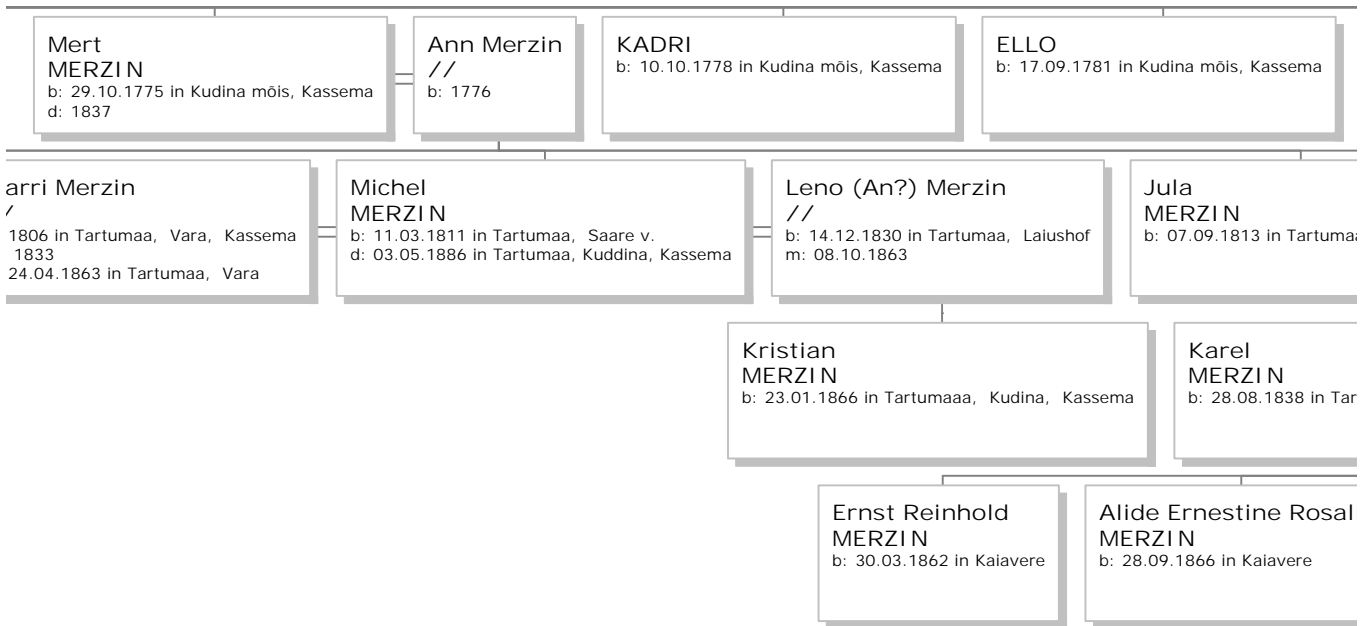 Mert
MERZIN
b: 29.10.1775 in Kudina mõis, Kassema
d: 1837
Ann Merzin
//
b: 1776
KADRI
b: 10.10.1778 in Kudina mõis, Kassema
ELLO
b: 17.09.1781 in Kudina mõis, Kassema
arri Merzin
/
1806 in Tartumaa, Vara, Kassema
1833
24.04.1863 in Tartumaa, Vara
Michel
MERZIN
b: 11.03.1811 in Tartumaa, Saare v.
d: 03.05.1886 in Tartumaa, Kuddina, Kassema
Leno (An?) Merzin
//
b: 14.12.1830 in Tartumaa, Laiushof
m: 08.10.1863
Jula
MERZIN
b: 07.09.1813 in Tartumaa
Kristian
MERZIN
b: 23.01.1866 in Tartumaaa, Kudina, Kassema
Karel
MERZIN
b: 28.08.1838 in Tar
Ernst Reinhold
MERZIN
b: 30.03.1862 in Kaiavere
Alide Ernestine Rosal
MERZIN
b: 28.09.1866 in Kaiavere